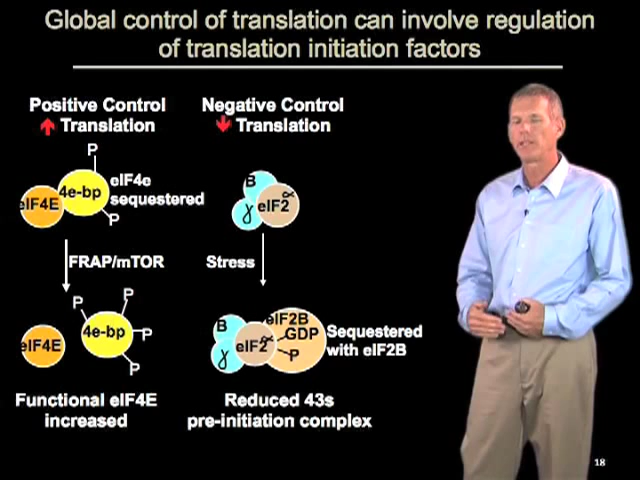 Global control of translation can involve regulation
of translation initiation factors
Positive Control
Translation
Negative Control
Translation
P
4e-bp
eIF4E
P
eIF4e
sequestered
FRAP/mTOR
P
P
P
P
4e-bp
eIF4E
Functional eIF4E
increased
B
γ
eIF2
Stress
B
γ
eIF2
eIF2B
GDP
P
Sequestered
with eIF2B
Reduced 43s
pre-initiation complex
18